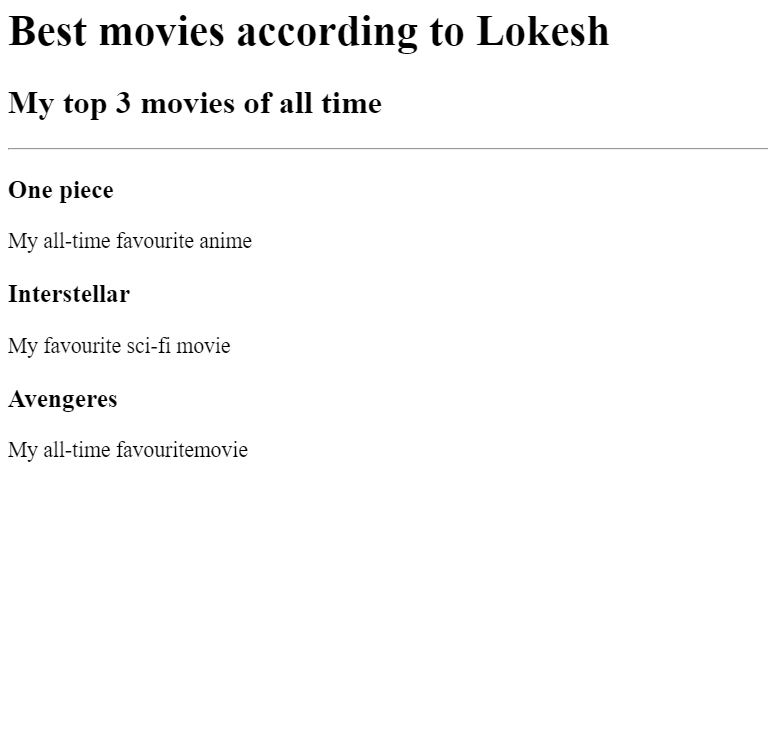 Best movies according to Lokesh
My top 3 movies of all time
One piece
My all-time favourite anime
Interstellar
My favourite sci-fi movie
Avengeres
My all-time favouritemovie